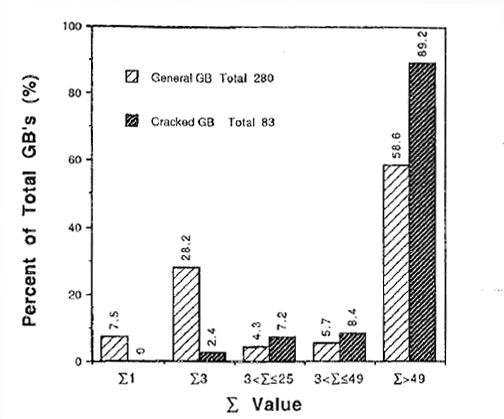 100
80
60
40
20
0
Percent of Total GB's (%)
General GB Total 280
Cracked GB Total 83
7.5
0
28.2
2.4
4.3
7.2
5.7
8.4
58.6
89.2
Σ1
Σ3
3<Σ≤25
3<Σ≤49
Σ>49
Σ Value